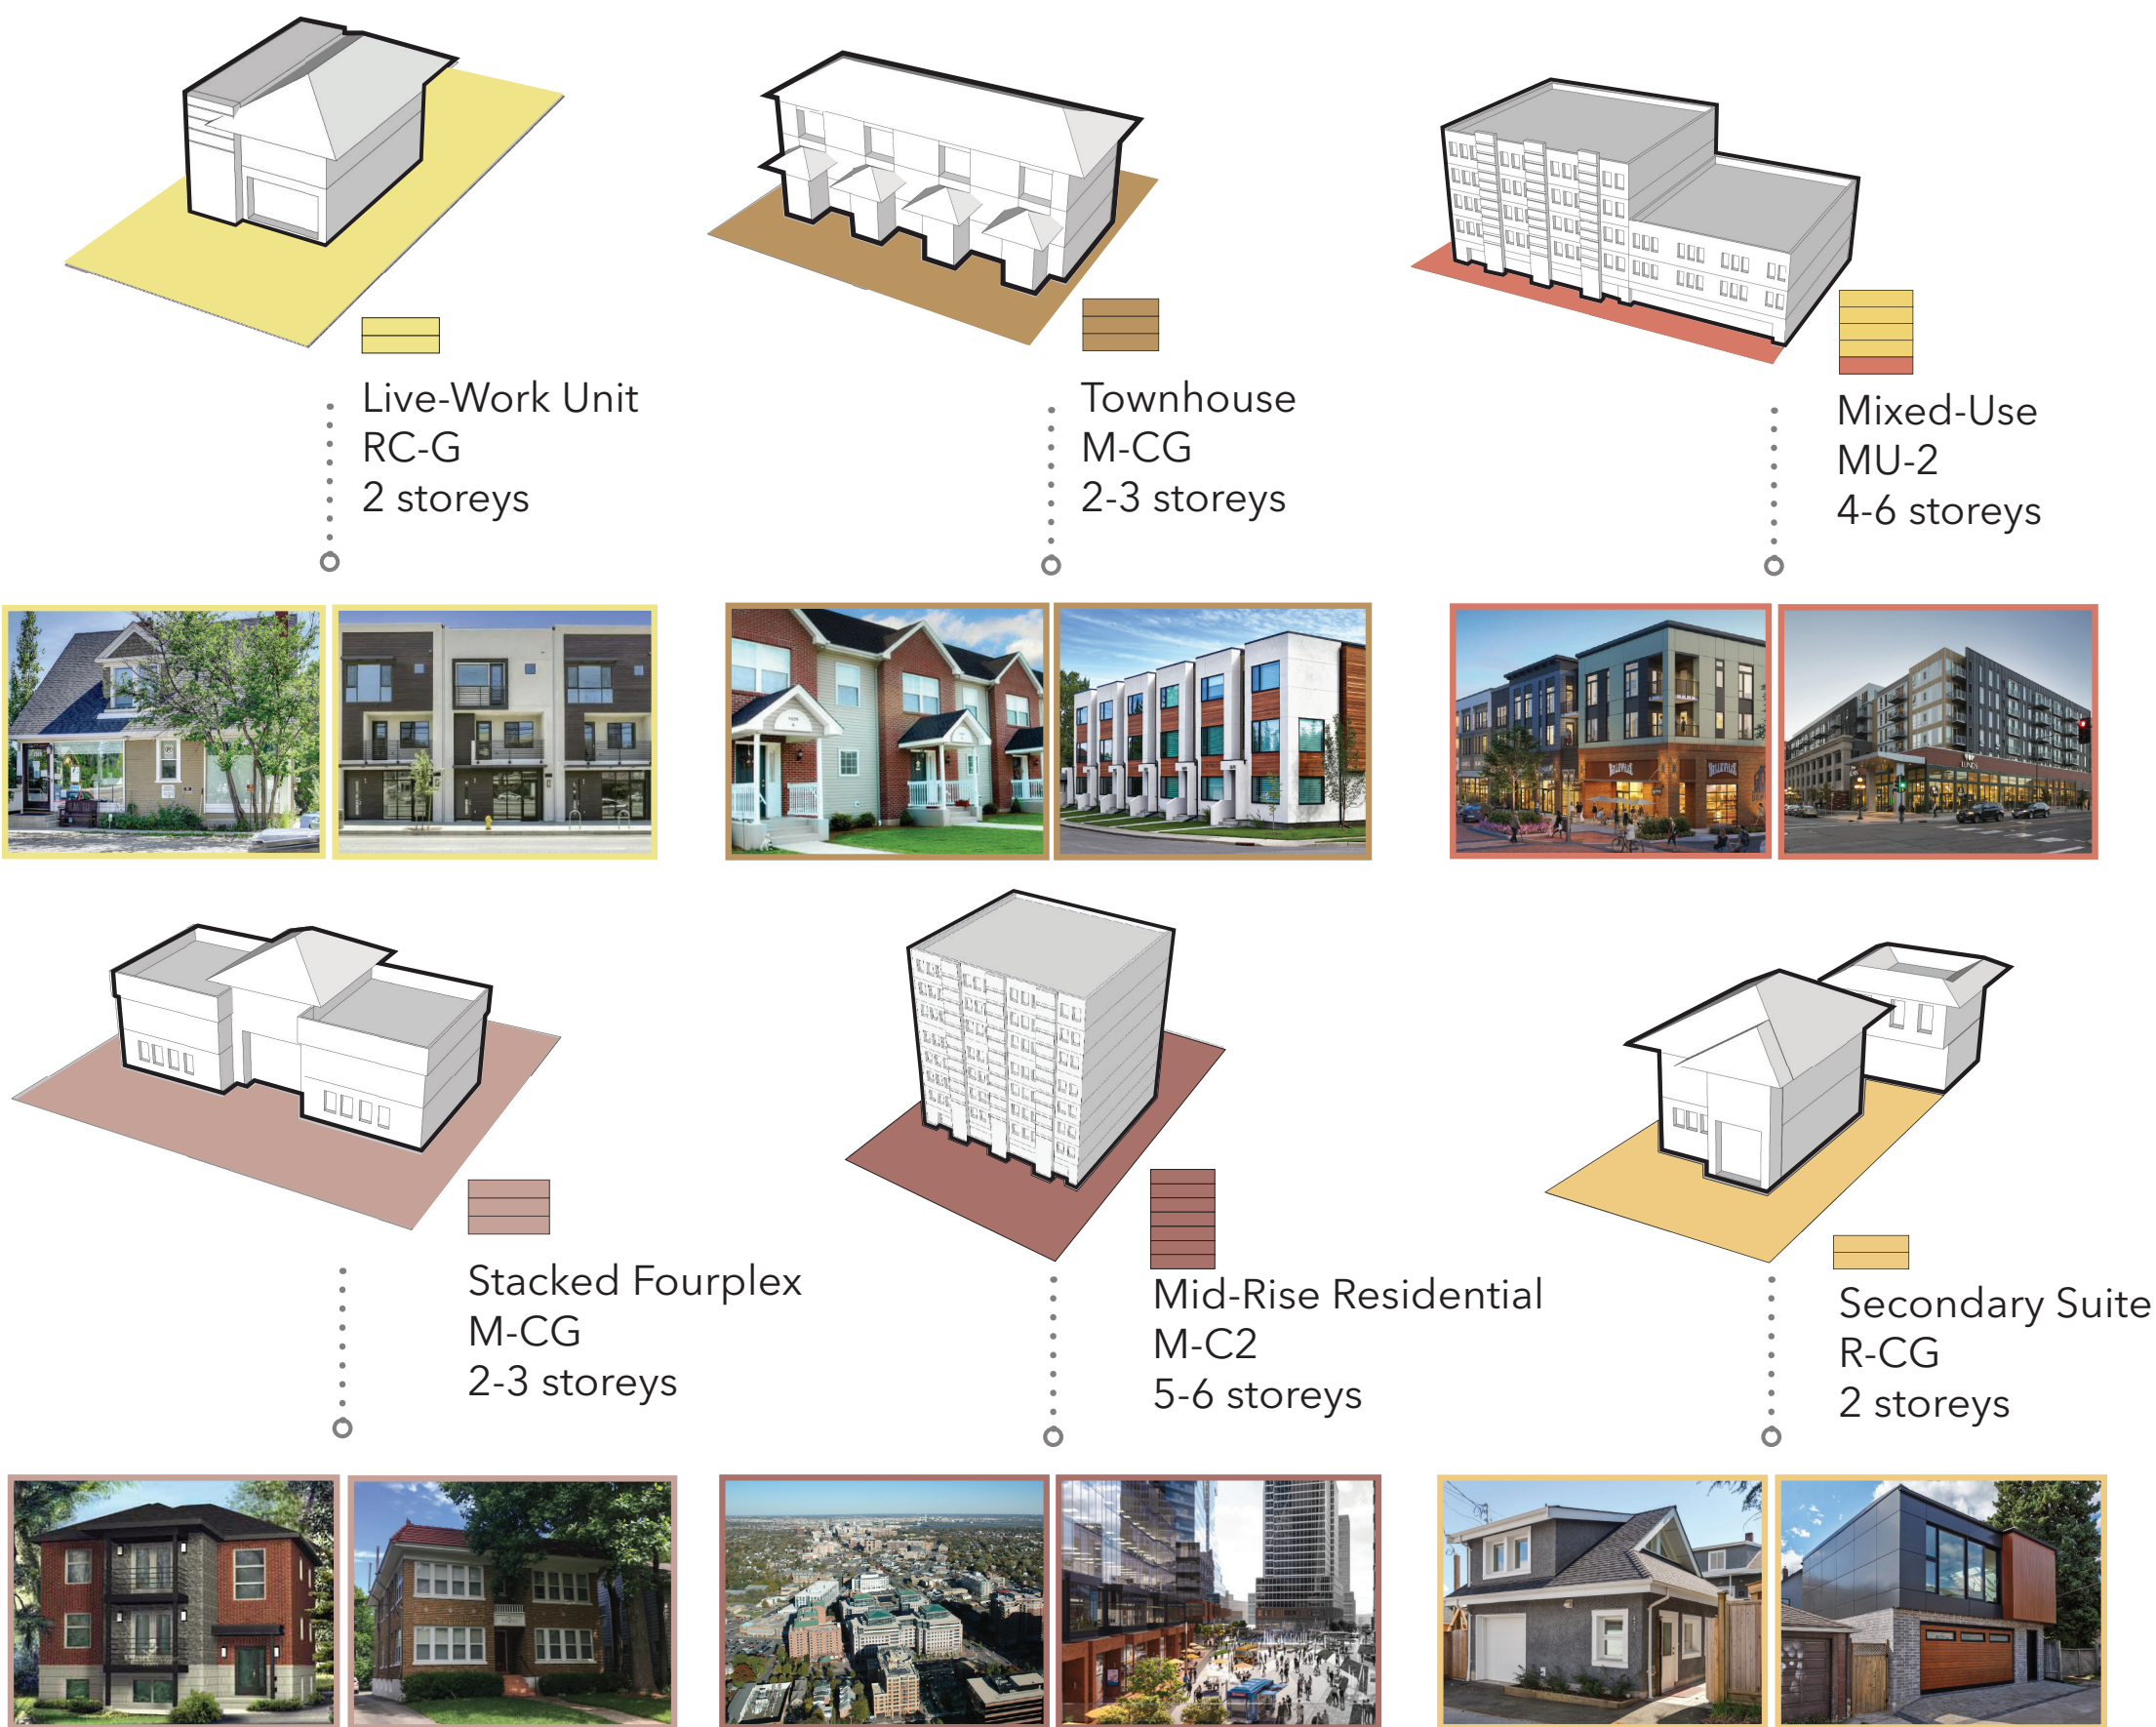 Live-Work Unit
RC-G
2 storeys
Townhouse
M-CG
2-3 storeys
Mixed-Use
MU-2
4-6 storeys
Stacked Fourplex
M-CG
2-3 storeys
Mid-Rise Residential
M-C2
5-6 storeys
Secondary Suite
R-CG
2 storeys